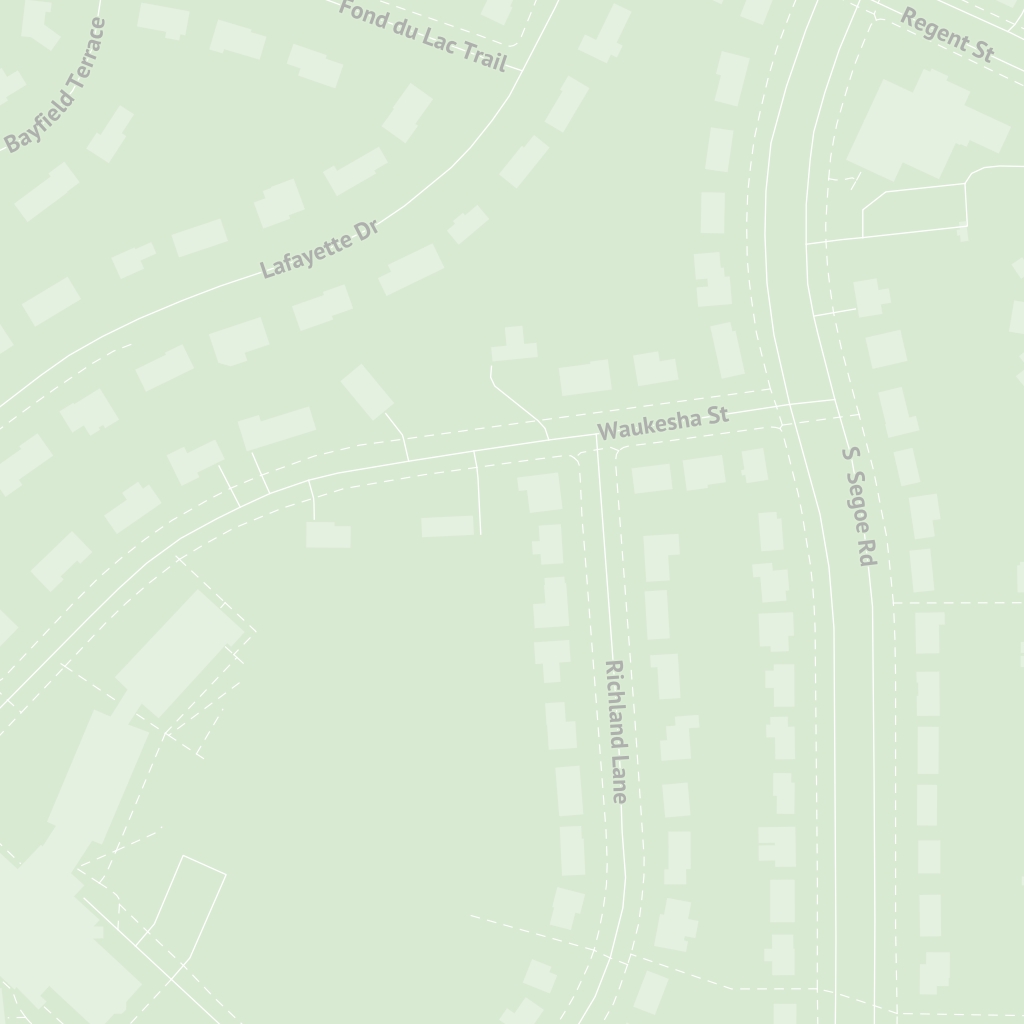 Fond du Lac Trail
Regent St
Bayfield Terrace
Lafayette Dr
Waukesha St
S Segoe Rd
Richland Lane